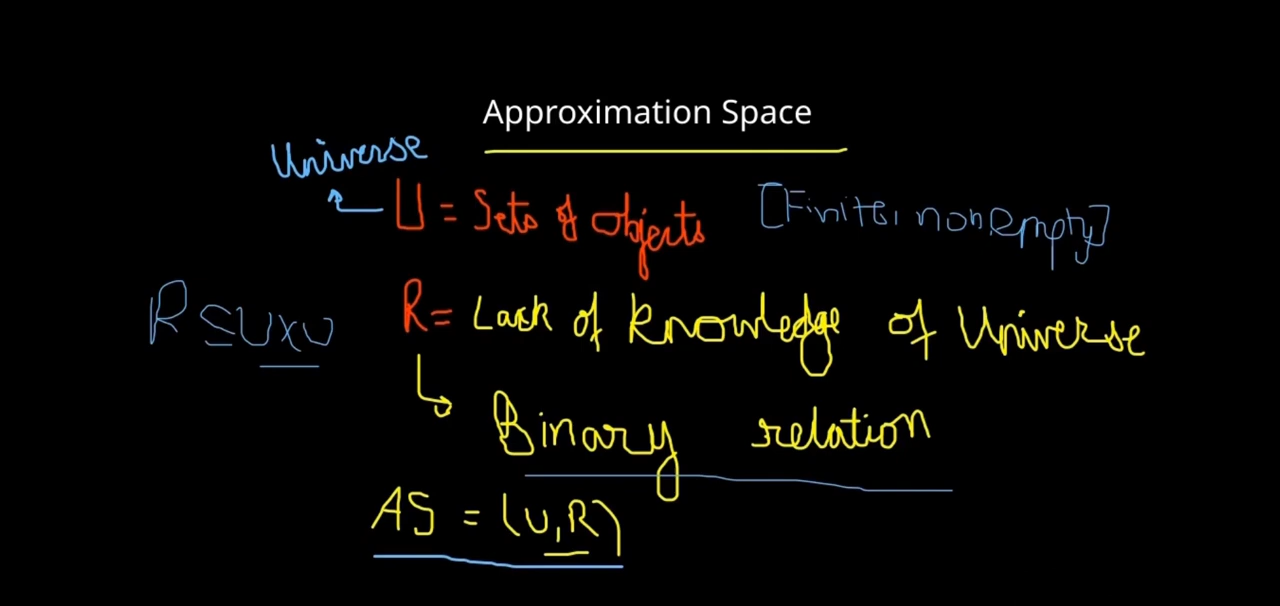 Approximation Space
Universe
U = Sets of objects [Finite, nonempty]
R ⊆ U×U R = Lack of knowledge of Universe
Binary relation
AS = (U,R)